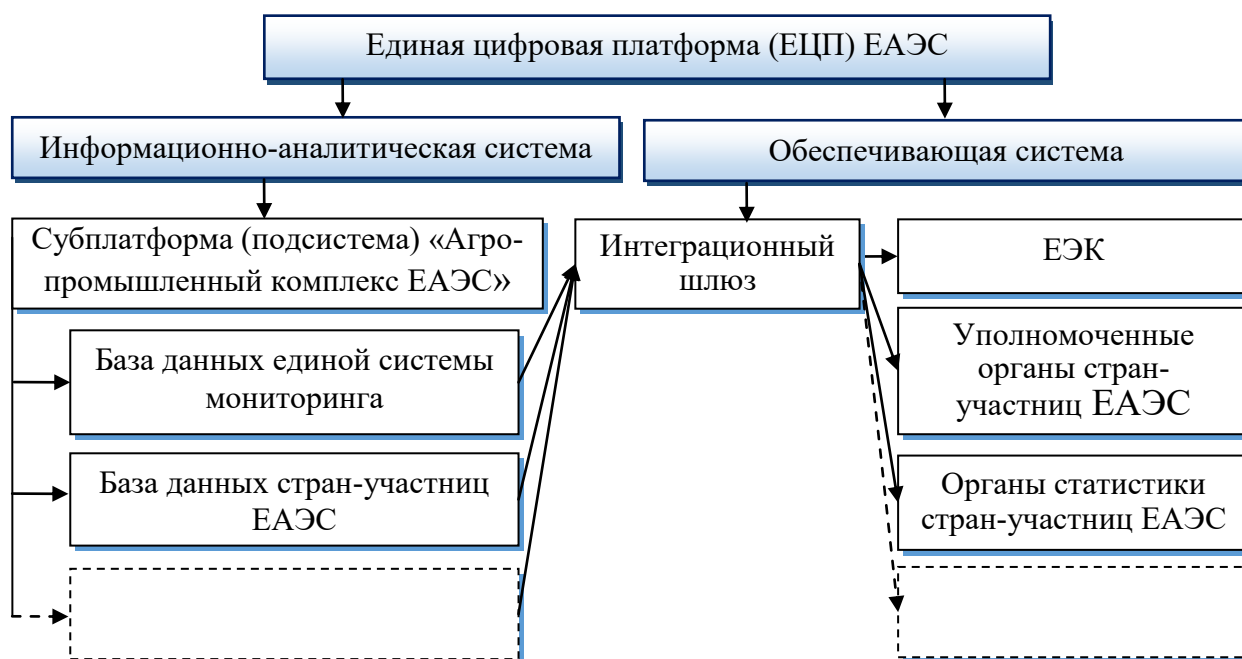 Единая цифровая платформа (ЕЦП) ЕАЭС
Информационно-аналитическая система
Обеспечивающая система
Субплатформа (подсистема) «Агро-
промышленный комплекс ЕАЭС»
Интеграционный
шлюз
ЕЭК
База данных единой системы
мониторинга
Уполномоченные
органы стран-
участниц ЕАЭС
База данных стран-участниц
ЕАЭС
Органы статистики
стран-участниц ЕАЭС